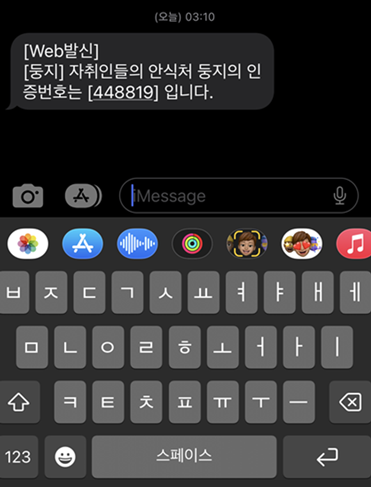 (오늘) 03:10
[Web발신]
[둥지] 자취인들의 안식처 둥지의 인
증번호는 [448819] 입니다.
iMessage
ㅂ ㅈ ㄷ ㄱ ㅅ ㅛ ㅕ ㅑ ㅐ ㅔ
ㅁ ㄴ ㅇ ㄹ ㅎ ㅗ ㅓ ㅏ ㅣ
ㅋ ㅌ ㅊ ㅍ ㅠ ㅜ ㅡ
123 스페이스